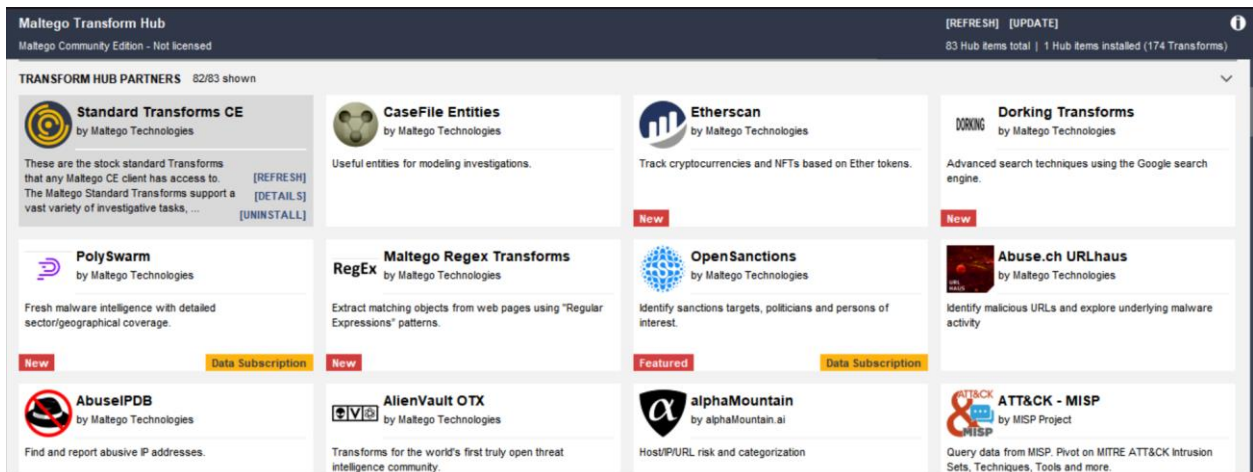 Maltego Transform Hub
[REFRESH] [UPDATE]
Maltego Community Edition - Not licensed
83 Hub items total | 1 Hub items installed (174 Transforms)
TRANSFORM HUB PARTNERS 82/83 shown
Standard Transforms CE
by Maltego Technologies
These are the stock standard Transforms
that any Maltego CE client has access to.
The Maltego Standard Transforms support a
vast variety of investigative tasks, ...
[REFRESH]
[DETAILS]
[UNINSTALL]
CaseFile Entities
by Maltego Technologies
Useful entities for modeling investigations.
Etherscan
by Maltego Technologies
Track cryptocurrencies and NFTs based on Ether tokens.
New
DORKING
Dorking Transforms
by Maltego Technologies
Advanced search techniques using the Google search
engine.
New
PolySwarm
by Maltego Technologies
Fresh malware intelligence with detailed
sector/geographical coverage.
New
Data Subscription
RegEx
Maltego Regex Transforms
by Maltego Technologies
Extract matching objects from web pages using "Regular
Expressions" patterns.
New
OpenSanctions
by Maltego Technologies
Identify sanctions targets, politicians and persons of
interest.
Featured
Data Subscription
URL
HAUS
Abuse.ch URLhaus
by Maltego Technologies
Identify malicious URLs and explore underlying malware
activity
AbuseIPDB
by Maltego Technologies
Find and report abusive IP addresses.
AlienVault OTX
by Maltego Technologies
Transforms for the world's first truly open threat
intelligence community.
α
alphaMountain
by alphaMountain.ai
Host/IP/URL risk and categorization
ATT&CK
MISP
ATT&CK - MISP
by MISP Project
Query data from MISP. Pivot on MITRE ATT&CK Intrusion
Sets, Techniques, Tools and more.